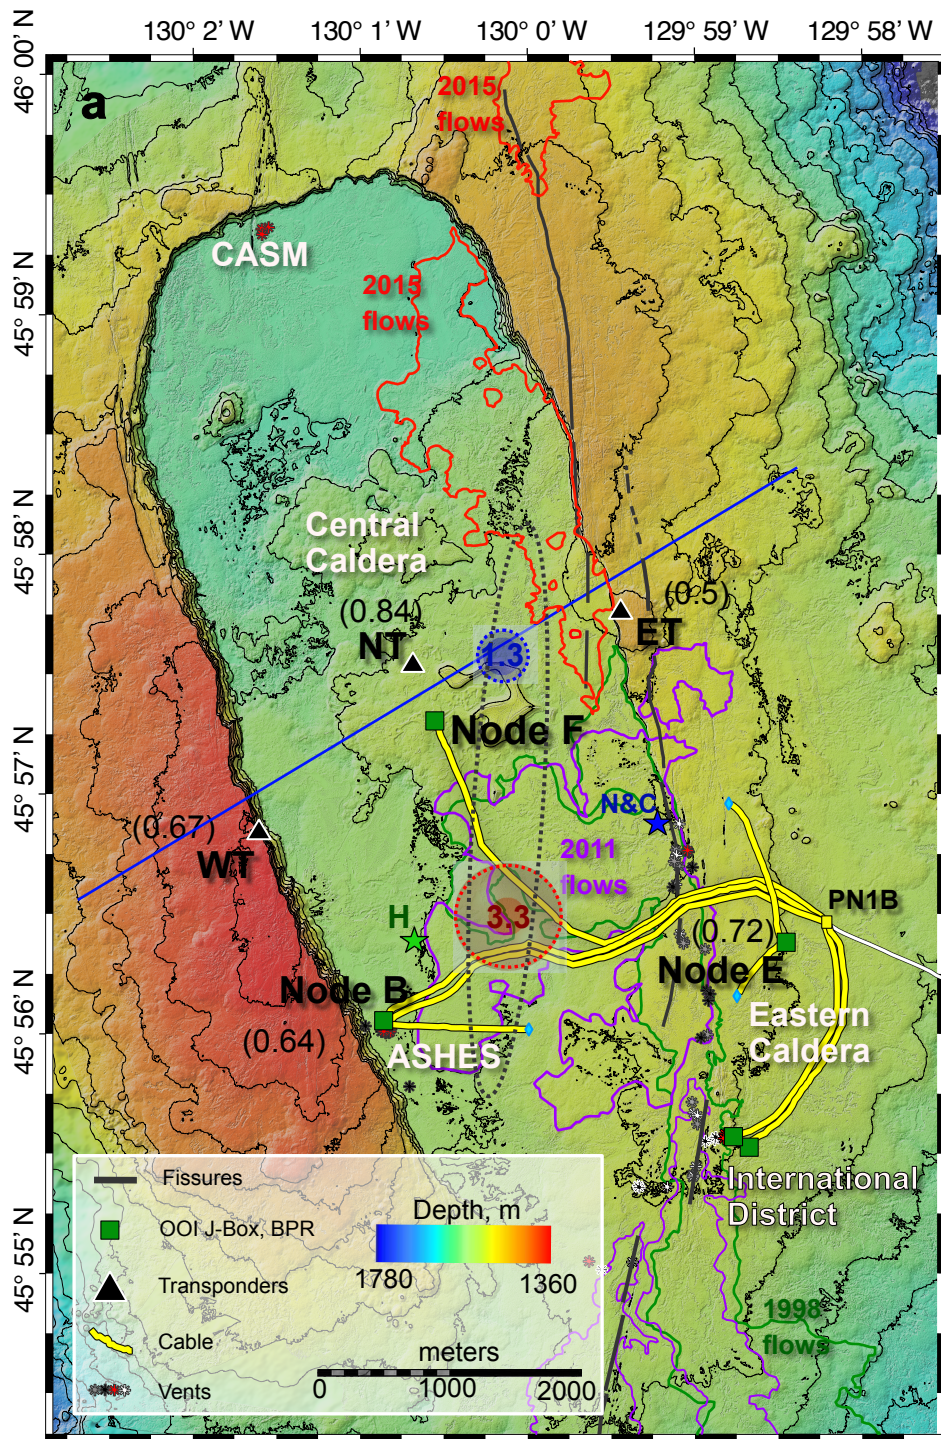 130° 2' W 130° 1' W 130° 0' W 129° 59' W 129° 58' W
46° 00' N
45° 59' N
45° 58' N
45° 57' N
45° 56' N
45° 55' N
a
2015
flows
CASM
2015
flows
Central
Caldera
(0.84)
NT
(0.5)
ET
1.3
Node F
N&C
(0.67)
WT
2011
flows
PN1B
H
3.3
(0.72)
Node E
Node B
(0.64)
ASHES
Eastern
Caldera
International
District
1998
flows
Fissures
OOI J-Box, BPR
Transponders
Cable
Vents
Depth, m
1780 1360
meters
0 1000 2000